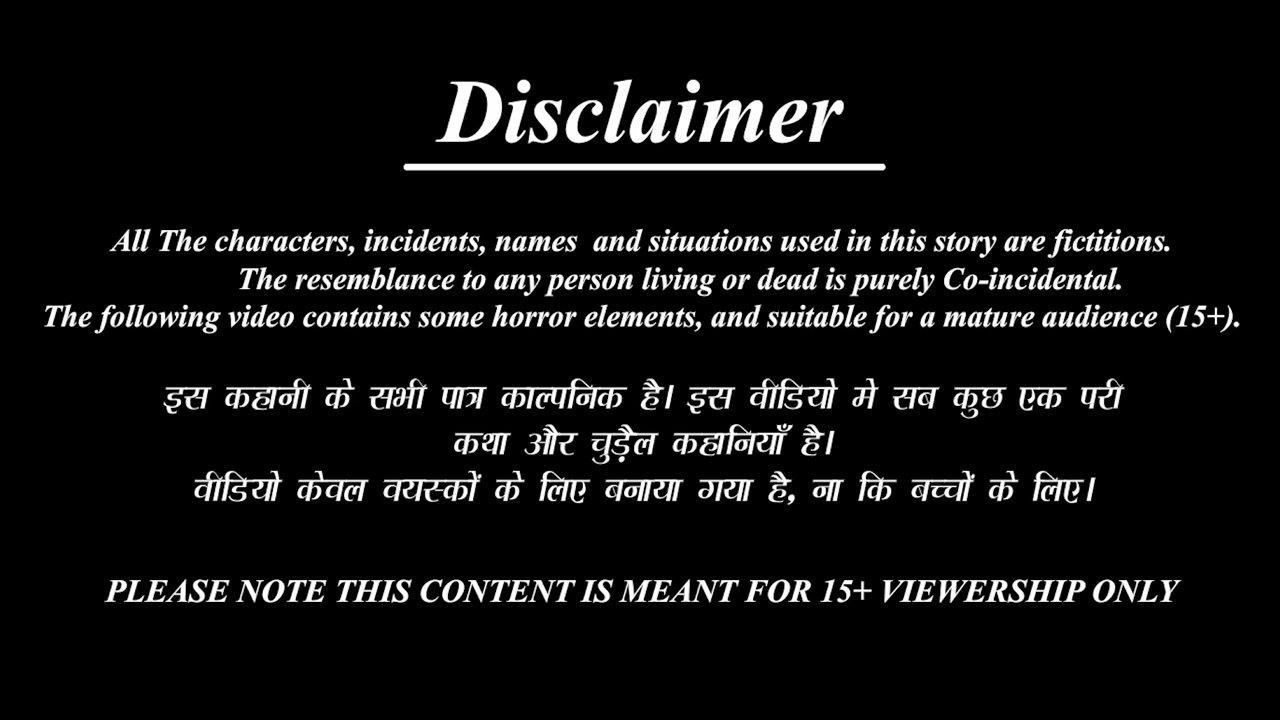 Disclaimer
All The characters, incidents, names and situations used in this story are fictitions.
The resemblance to any person living or dead is purely Co-incidental.
The following video contains some horror elements, and suitable for a mature audience (15+).
इस कहानी के सभी पात्र काल्पनिक है। इस वीडियो मे सब कुछ एक परी
कथा और चुड़ैल कहानियाँ है।
वीडियो केवल वयस्कों के लिए बनाया गया है, ना कि बच्चों के लिए।
PLEASE NOTE THIS CONTENT IS MEANT FOR 15+ VIEWERSHIP ONLY